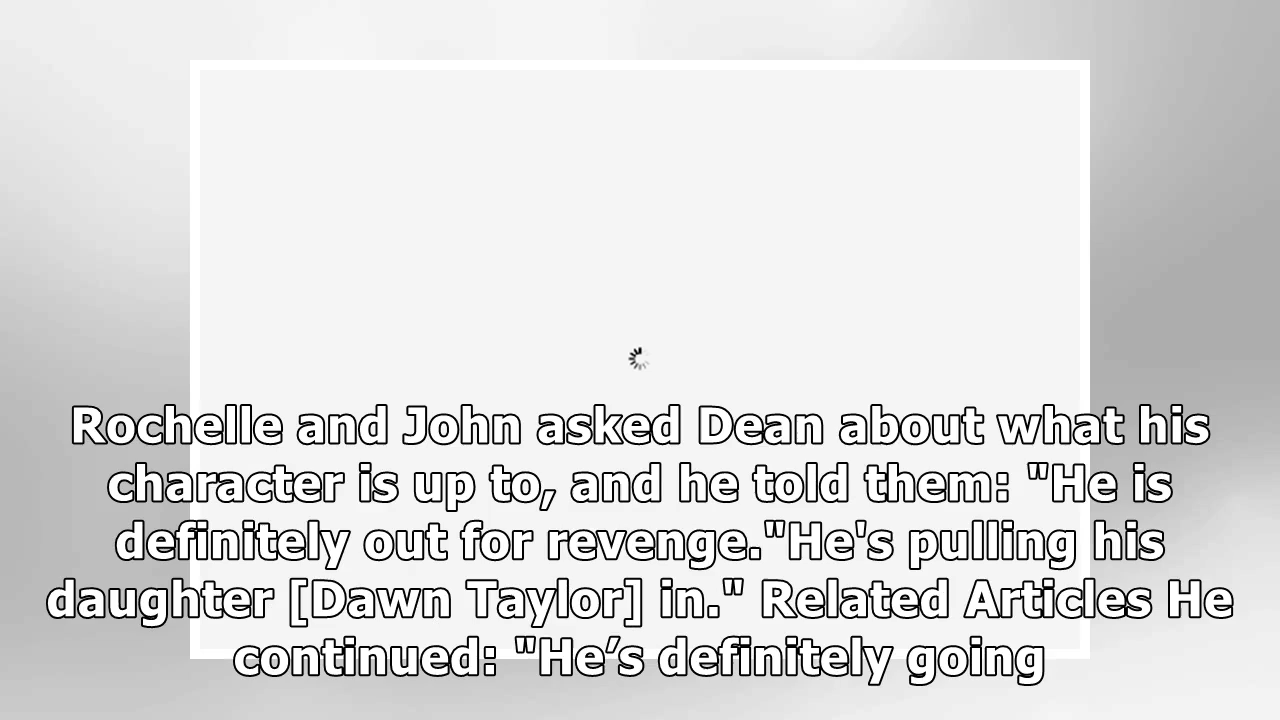 Rochelle and John asked Dean about what his
character is up to, and he told them: "He is
definitely out for revenge."He's pulling his
daughter [Dawn Taylor] in." Related Articles He
continued: "He’s definitely going